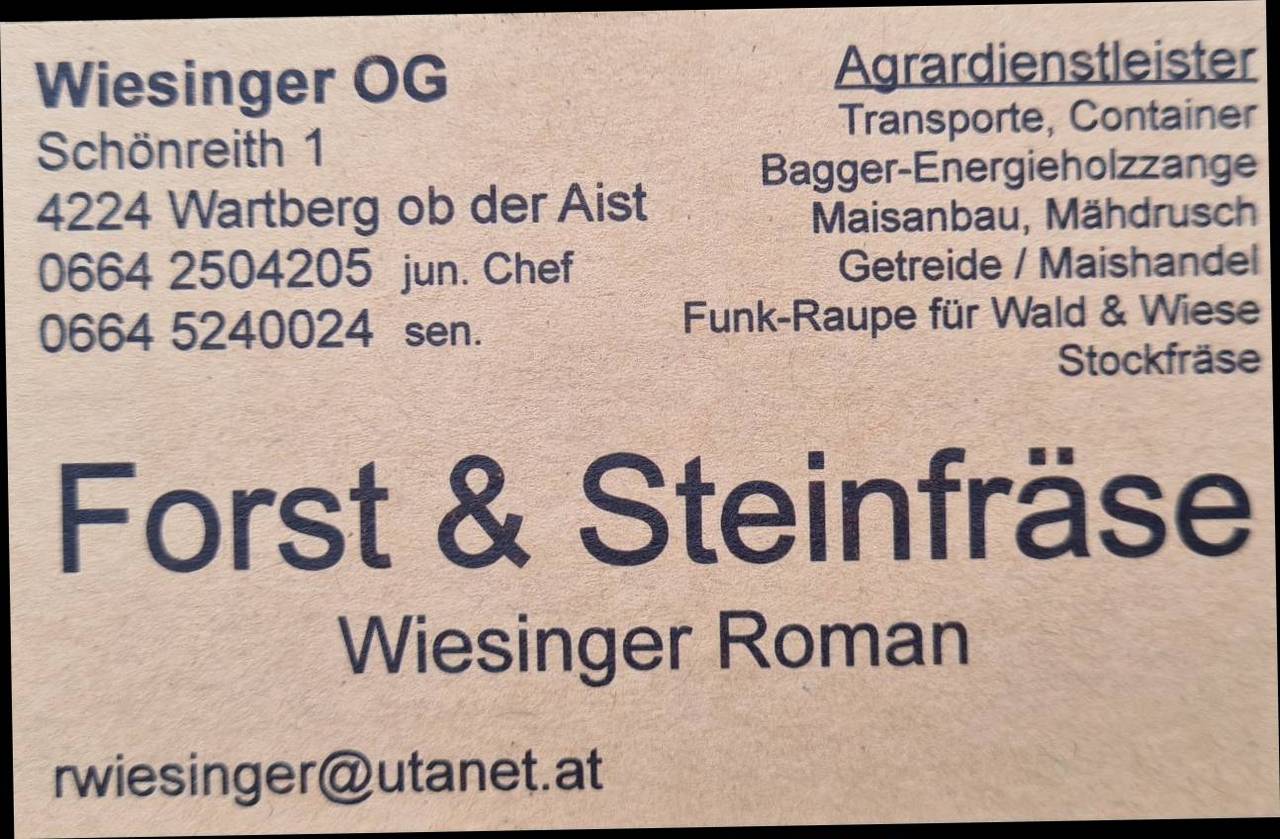 Wiesinger OG
Schönreith 1
4224 Wartberg ob der Aist
0664 2504205 jun. Chef
0664 5240024 sen.
Agrardienstleister
Transporte, Container
Bagger-Energieholzzange
Maisanbau, Mähdrusch
Getreide / Maishandel
Funk-Raupe für Wald & Wiese
Stockfräse
Forst & Steinfräse
Wiesinger Roman
rwiesinger@utanet.at